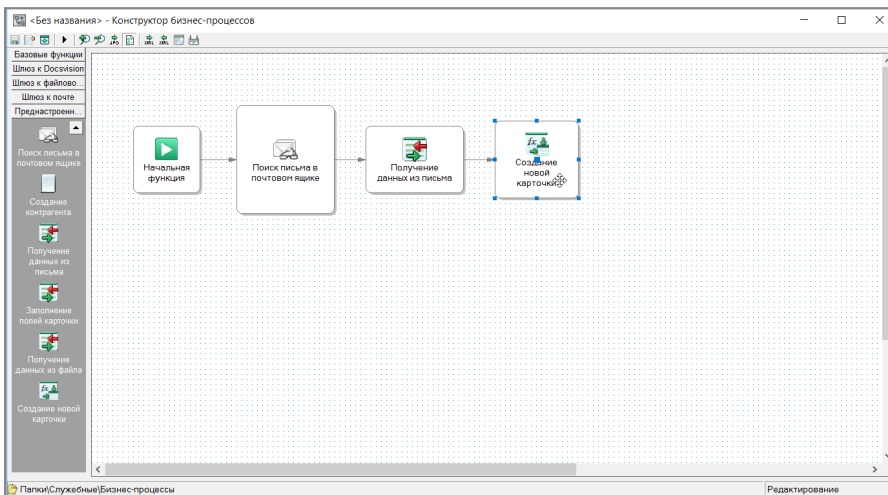 <Без названия> - Конструктор бизнес-процессов
Базовые функции
Шлюз к Docsvision
Шлюз к файлово...
Шлюз к почте
Преднастроенн...
Поиск письма в
почтовом ящике
Создание
контрагента
Получение
данных из
письма
Заполнение
полей карточки
Получение
данных из файла
Создание новой
карточки
Начальная
функция
Поиск письма в
почтовом ящике
Получение
данных из письма
Создание
новой
карточки
Папки\Служебные\Бизнес-процессы
Редактирование